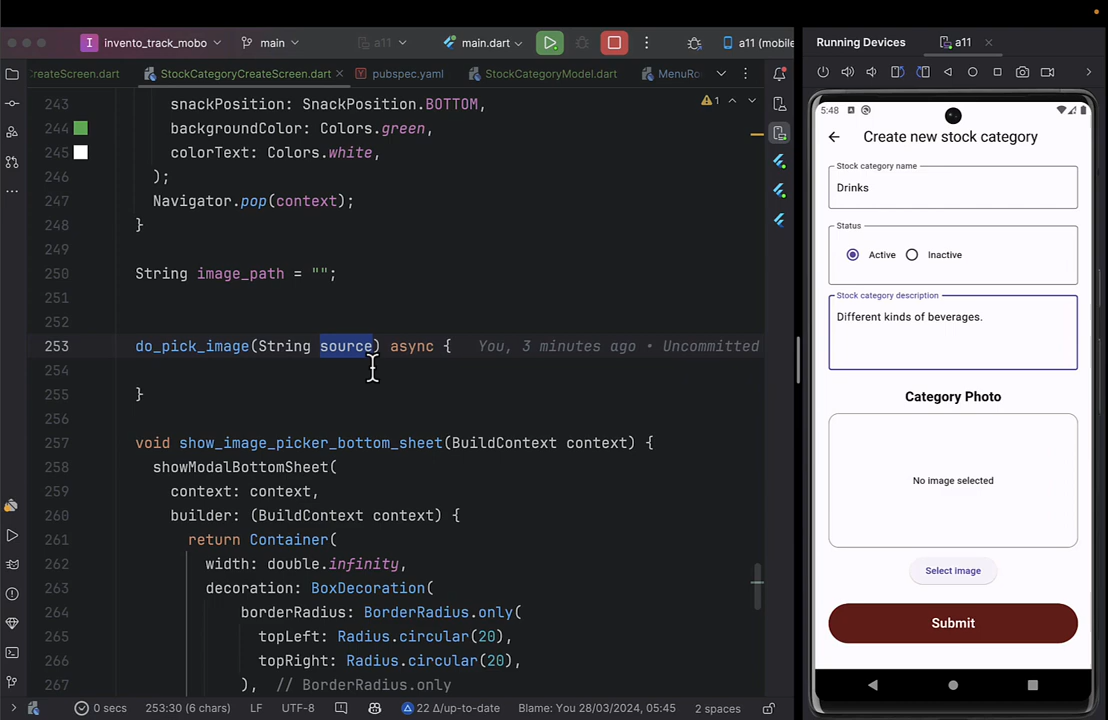 invento_track_mobo
main
a11
main.dart
a11 (mobile
Running Devices
a11
CreateScreen.dart
StockCategoryCreateScreen.dart
pubspec.yaml
StockCategoryModel.dart
MenuRo
1
243 snackPosition: SnackPosition.BOTTOM,
244 backgroundColor: Colors.green,
245 colorText: Colors.white,
246 );
247 Navigator.pop(context);
248 }
249
250 String image_path = "";
251
252
253 do_pick_image(String source) async { You, 3 minutes ago • Uncommitted
254
255 }
256
257 void show_image_picker_bottom_sheet(BuildContext context) {
258 showModalBottomSheet(
259 context: context,
260 builder: (BuildContext context) {
261 return Container(
262 width: double.infinity,
263 decoration: BoxDecoration(
264 borderRadius: BorderRadius.only(
265 topLeft: Radius.circular(20),
266 topRight: Radius.circular(20),
267 ), // BorderRadius.only
0 secs
253:30 (6 chars)
LF
UTF-8
22 Δ/up-to-date
Blame: You 28/03/2024, 05:45
2 spaces
5:48
Create new stock category
Stock category name
Drinks
Status
Active
Inactive
Stock category description
Different kinds of beverages.
Category Photo
No image selected
Select image
Submit